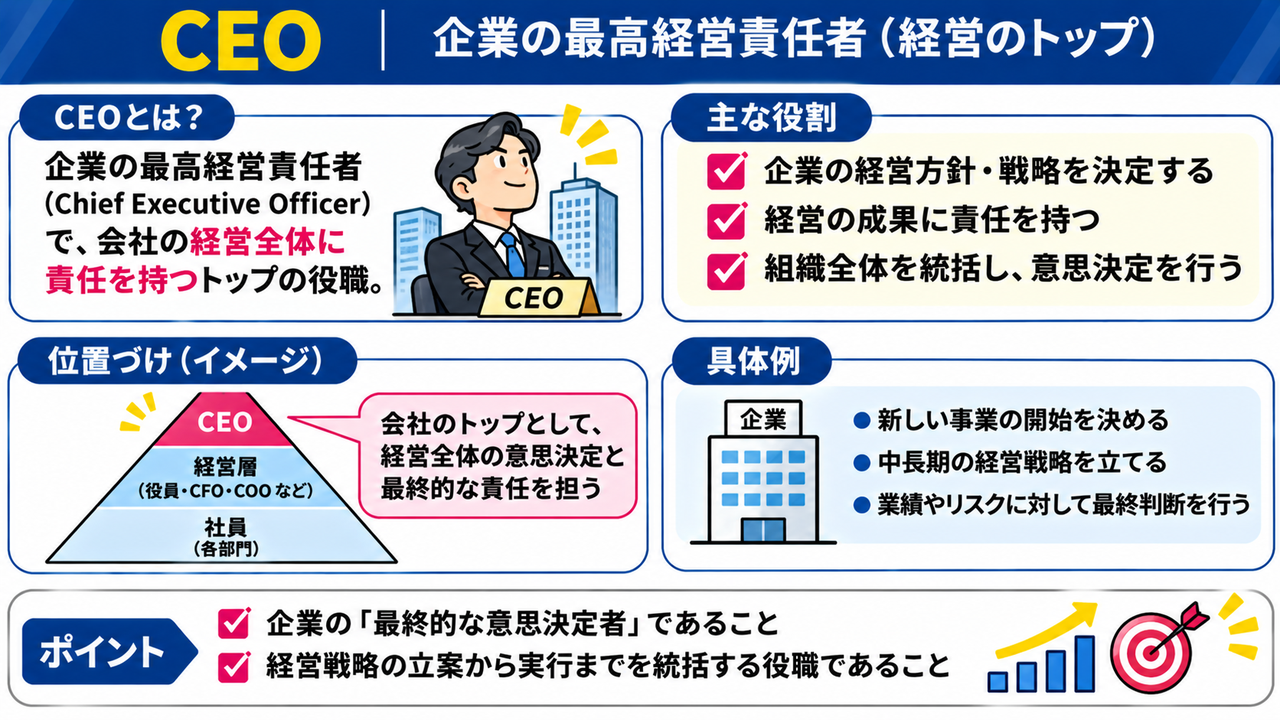 CEO
企業の最高経営責任者（経営のトップ）
CEOとは？
企業の最高経営責任者
（Chief Executive Officer）
で、会社の経営全体に
責任を持つトップの役職。
CEO
主な役割
企業の経営方針・戦略を決定する
経営の成果に責任を持つ
組織全体を統括し、意思決定を行う
位置づけ（イメージ）
CEO
経営層
（役員・CFO・COO など）
社員
（各部門）
会社のトップとして、
経営全体の意思決定と
最終的な責任を担う
具体例
企業
新しい事業の開始を決める
中長期の経営戦略を立てる
業績やリスクに対して最終判断を行う
ポイント
企業の「最終的な意思決定者」であること
経営戦略の立案から実行までを統括する役職であること